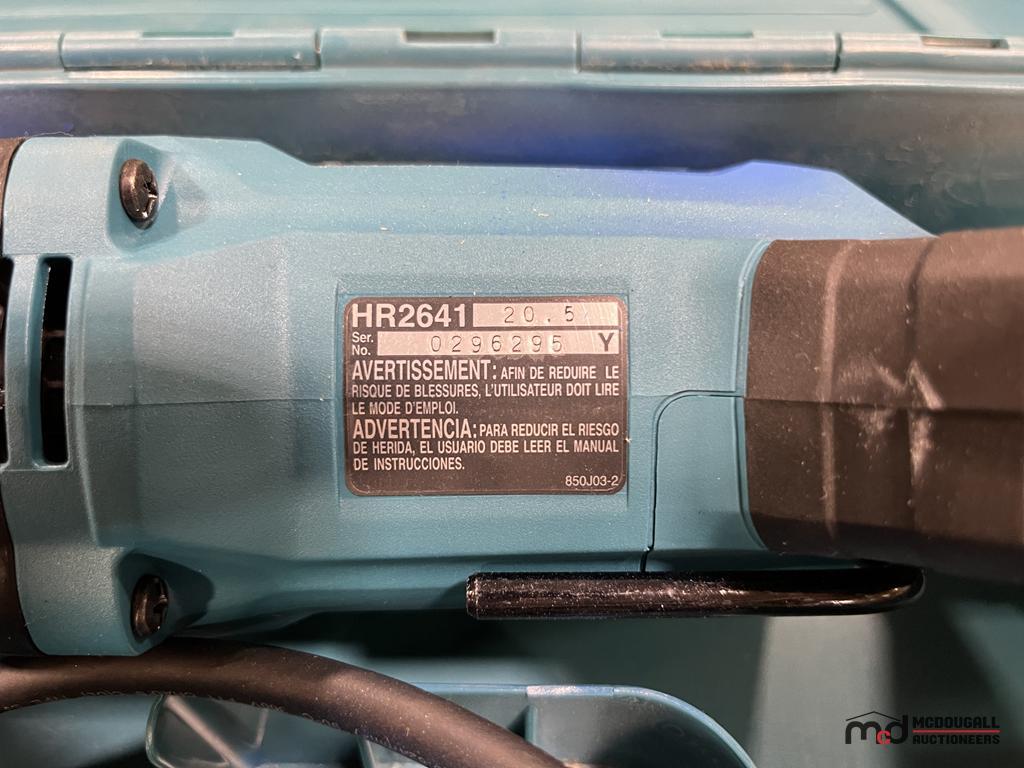 HR2641 20.5
Ser. No. 0296295 Y
AVERTISSEMENT: AFIN DE REDUIRE LE
RISQUE DE BLESSURES, L'UTILISATEUR DOIT LIRE
LE MODE D'EMPLOI.
ADVERTENCIA: PARA REDUCIR EL RIESGO
DE HERIDA, EL USUARIO DEBE LEER EL MANUAL
DE INSTRUCCIONES.
850J03-2
mcd MCDOUGALL
AUCTIONEERS